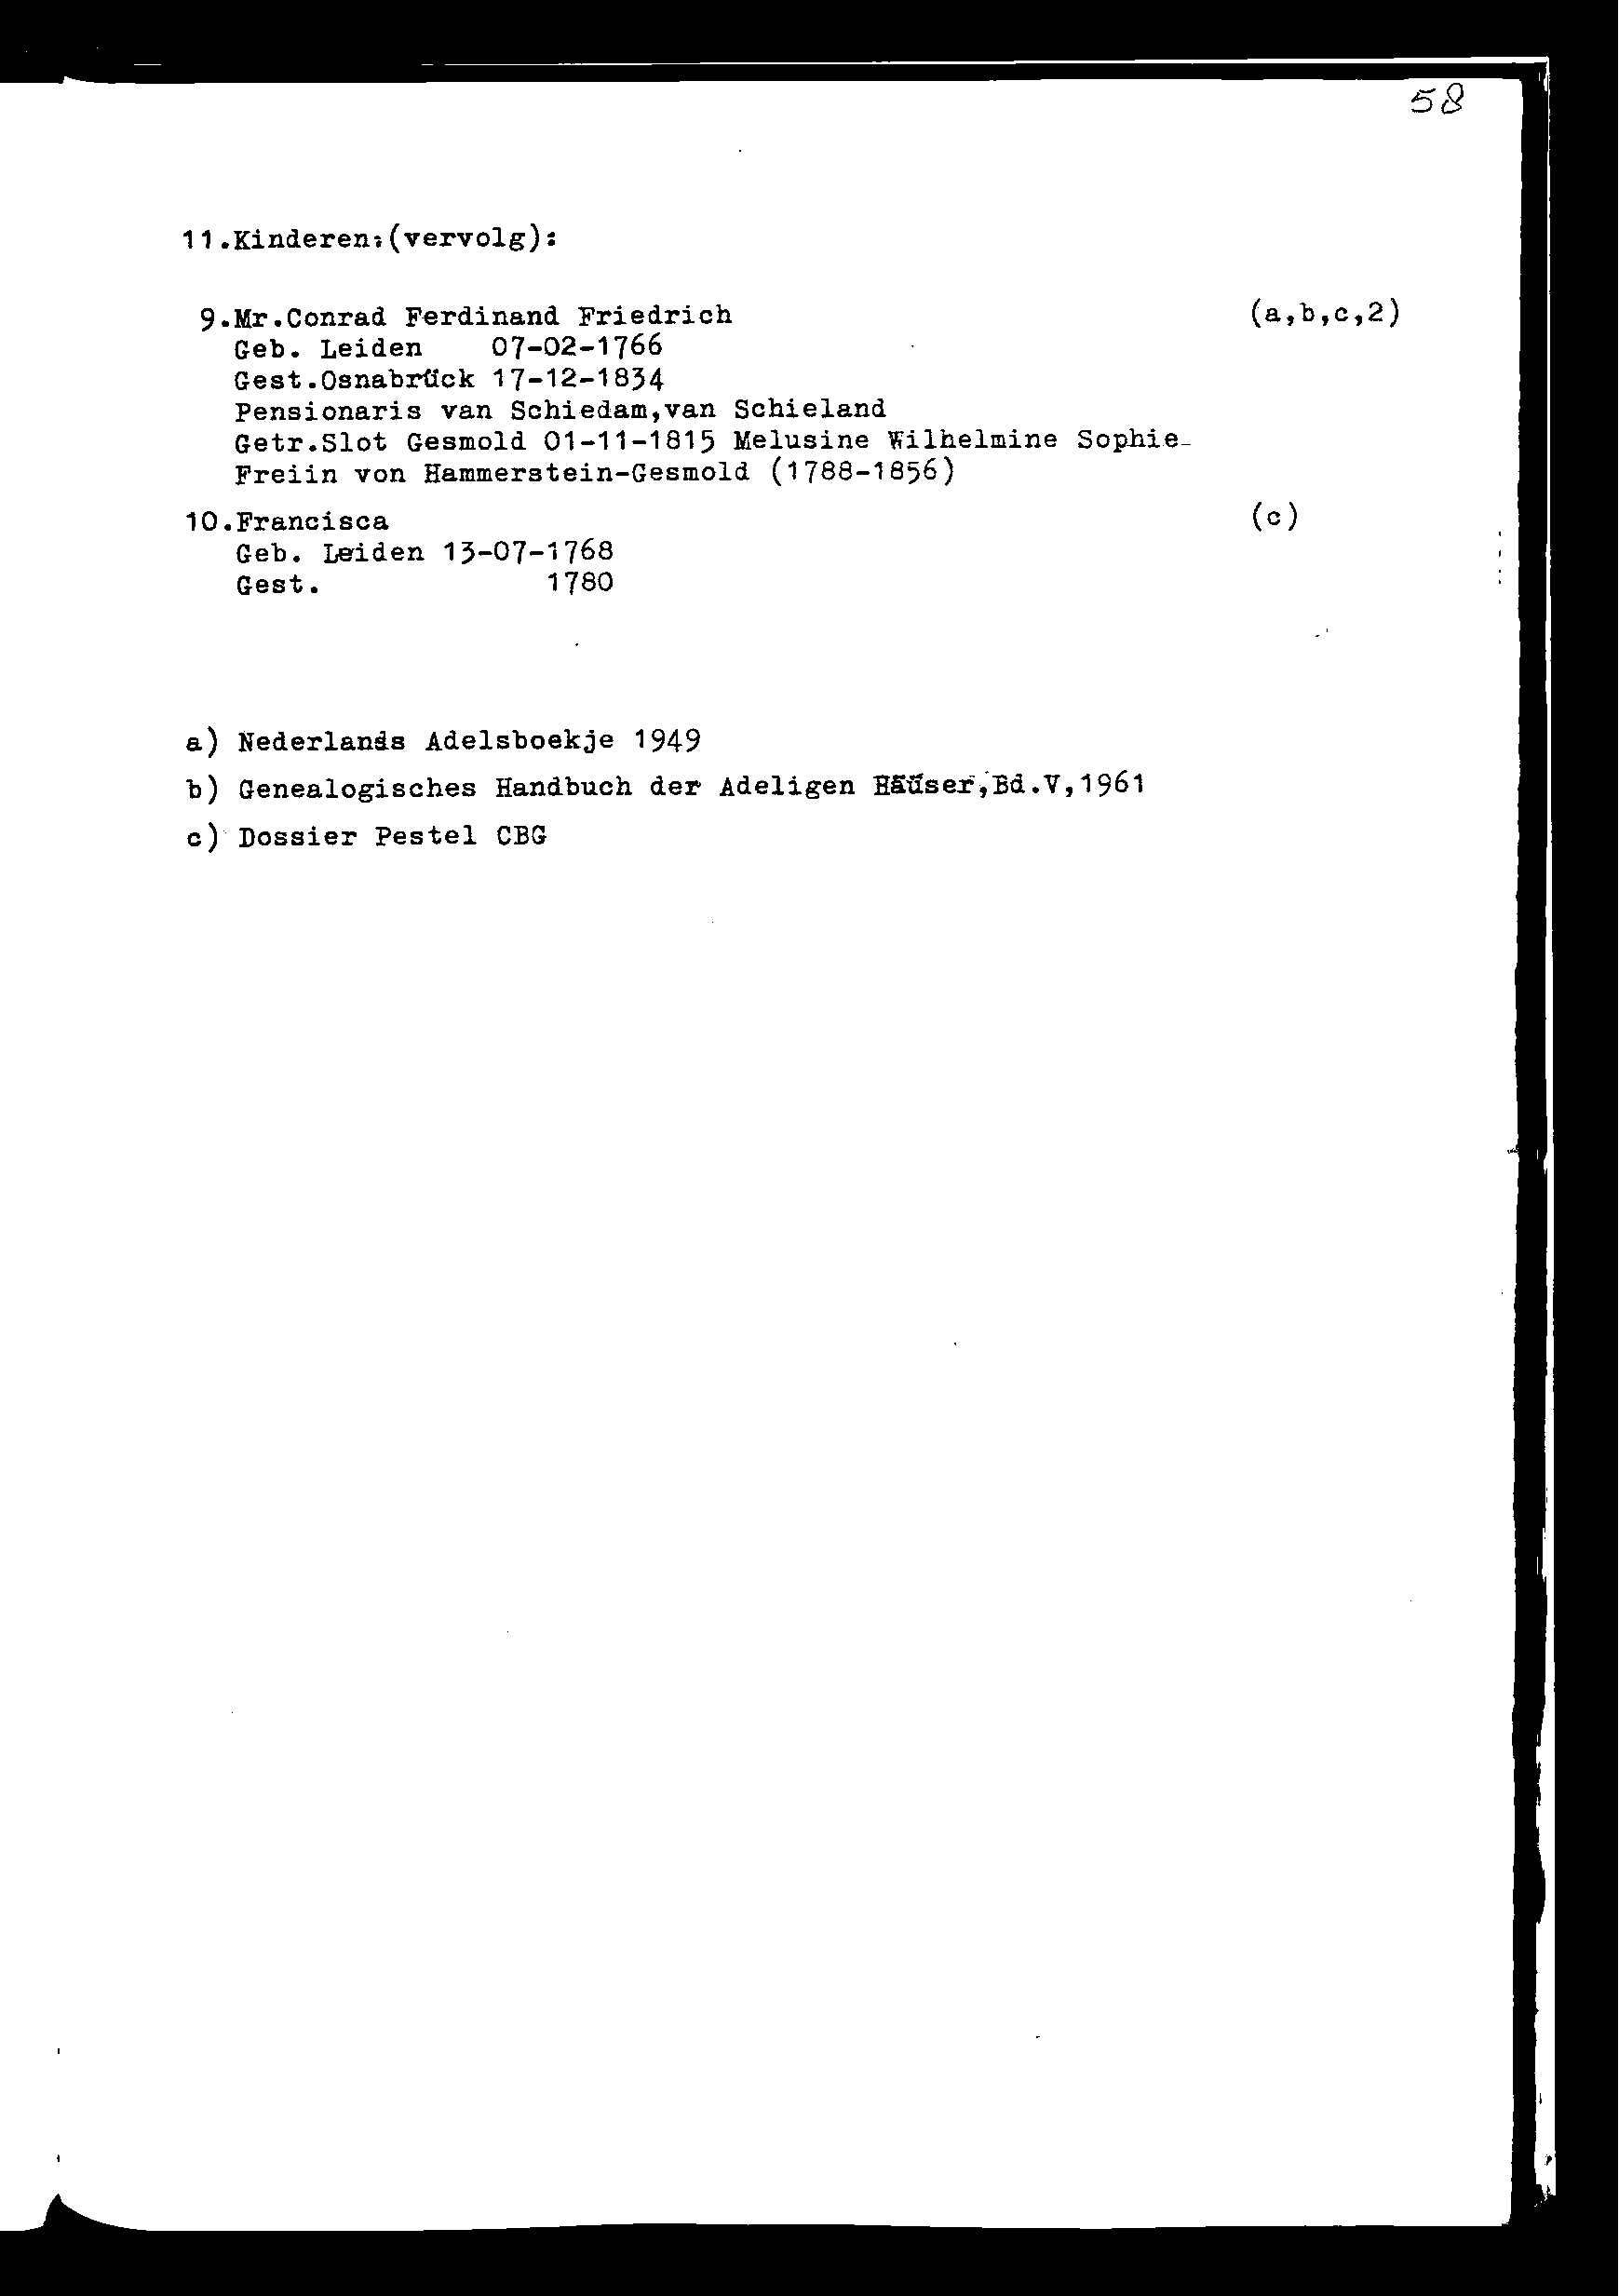 58
11.Kinderen:(vervolg):
9.Mr.Conrad Ferdinand Friedrich (a,b,c,2)
Geb. Leiden 07-02-1766
Gest.Osnabrück 17-12-1834
Pensionaris van Schiedam,van Schieland
Getr.Slot Gesmold 01-11-1815 Melusine Wilhelmine Sophie-
Freiin von Hammerstein-Gesmold (1788-1856)
10.Francisca (c)
Geb. Leiden 13-07-1768
Gest. 1780
a) Nederlands Adelsboekje 1949
b) Genealogisches Handbuch der Adeligen Häuser,Bd.V,1961
c) Dossier Pestel CBG